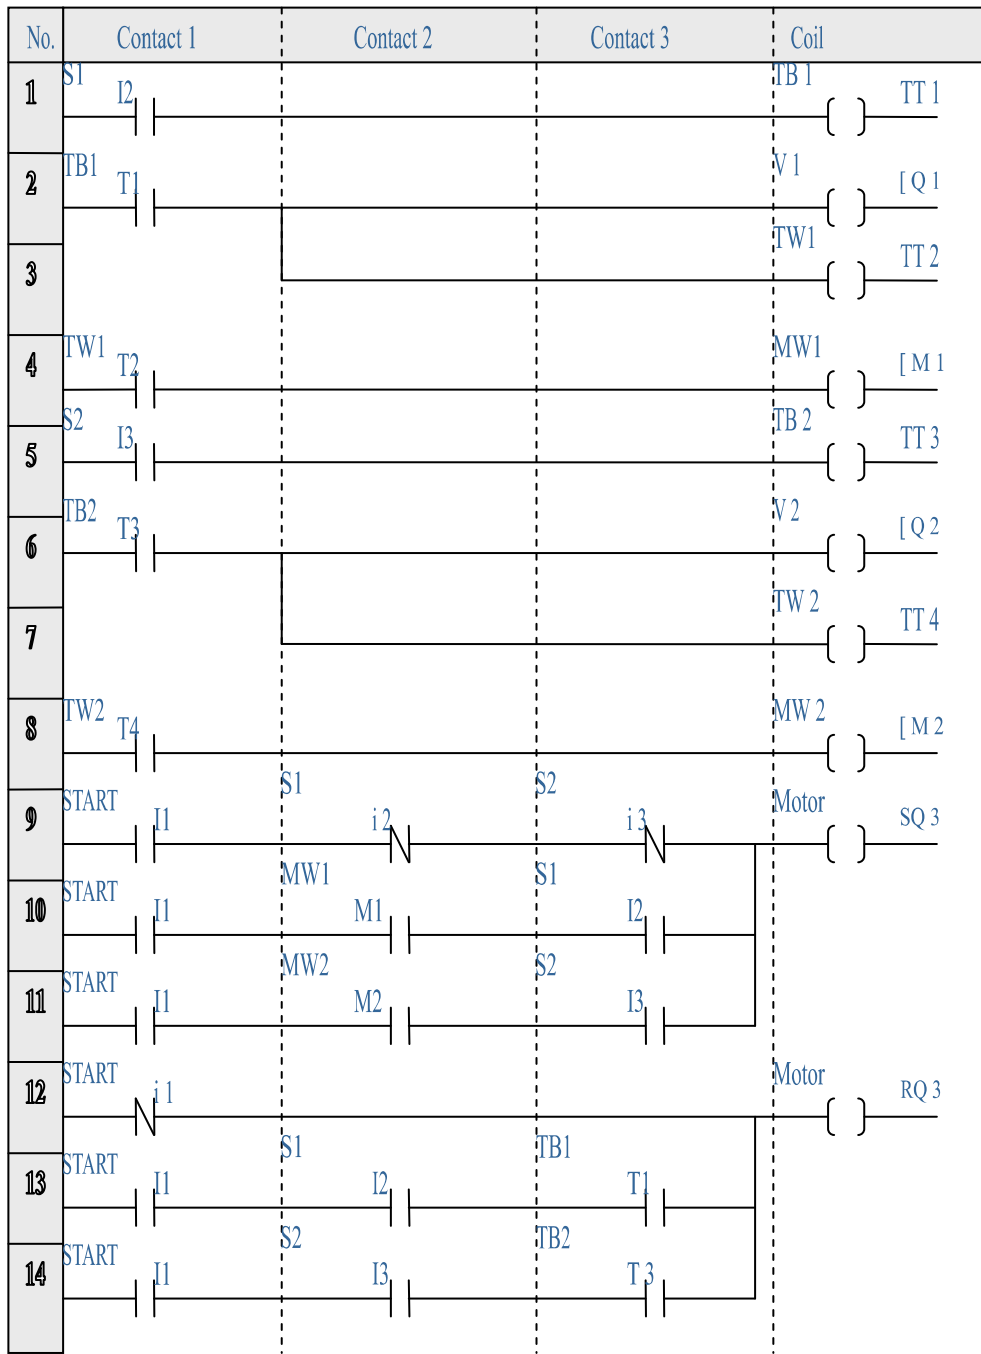 No. Contact 1 Contact 2 Contact 3 Coil
S1 TB 1
1 I2 TT 1
TB1 V 1
2 T1 [ Q 1
TW1
3 TT 2
TW1 MW1
4 T2 [ M 1
S2 TB 2
5 I3 TT 3
TB2 V 2
6 T3 [ Q 2
TW 2
7 TT 4
TW2 MW 2
8 T4 [ M 2
START S1 S2 Motor
9 I1 i 2 i 3 SQ 3
START MW1 S1
10 I1 M1 I2
START MW2 S2
11 I1 M2 I3
START Motor
12 i 1 RQ 3
START S1 TB1
13 I1 I2 T1
START S2 TB2
14 I1 I3 T 3